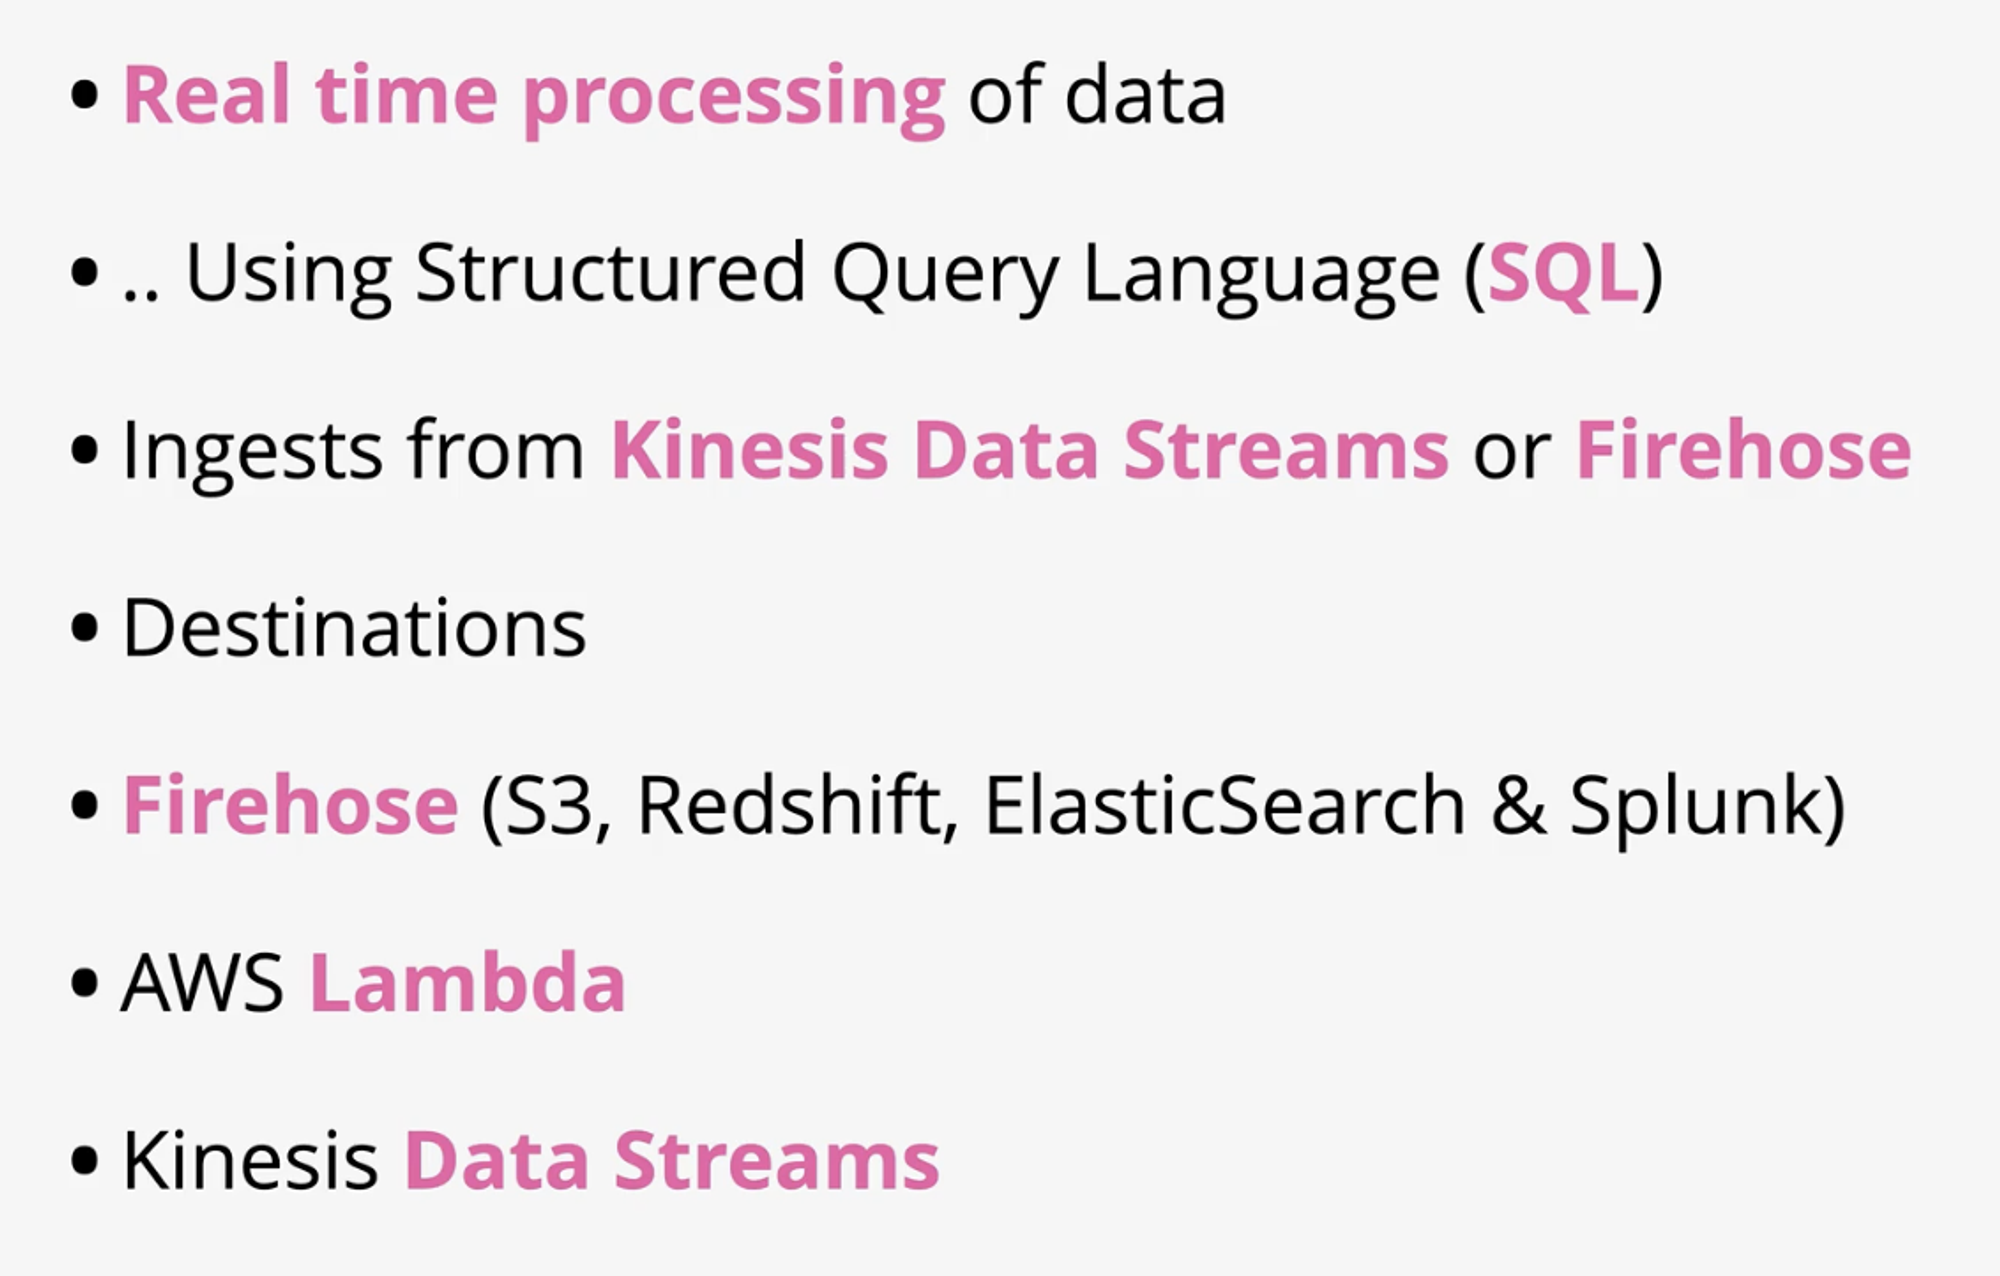 • Real time processing of data
• .. Using Structured Query Language (SQL)
• Ingests from Kinesis Data Streams or Firehose
• Destinations
• Firehose (S3, Redshift, ElasticSearch & Splunk)
• AWS Lambda
• Kinesis Data Streams